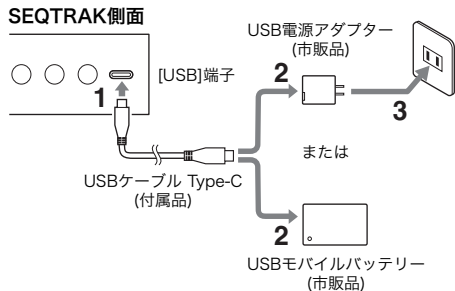 SEQTRAK側面
USB電源アダプター
(市販品)
[USB]端子
1
2
3
または
USBケーブル Type-C
(付属品)
2
USBモバイルバッテリー
(市販品)